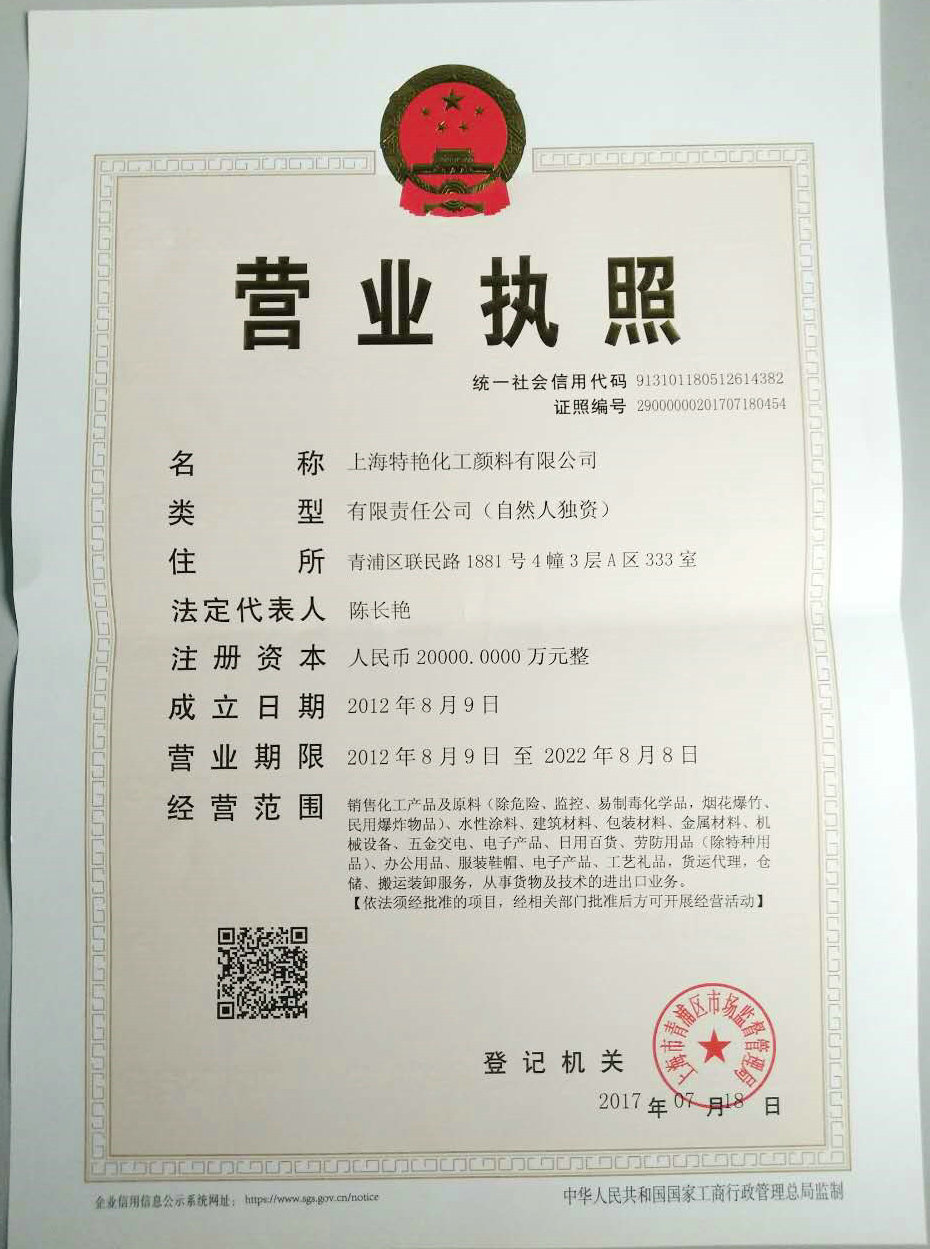 营业执照
统一社会信用代码 913101180512614382
证照编号 29000000201707180454
名称 上海特艳化工颜料有限公司
类型 有限责任公司（自然人独资）
住所 青浦区联民路1881号4幢3层A区333室
法定代表人 陈长艳
注册资本 人民币20000.0000万元整
成立日期 2012年8月9日
营业期限 2012年8月9日 至 2022年8月8日
经营范围 销售化工产品及原料（除危险、监控、易制毒化学品，烟花爆竹、
民用爆炸物品）、水性涂料、建筑材料、包装材料、金属材料、机
械设备、五金交电、电子产品、日用百货、劳防用品（除特种用
品）、办公用品、服装鞋帽、电子产品、工艺礼品，货运代理，仓
储、搬运装卸服务，从事货物及技术的进出口业务。
【依法须经批准的项目，经相关部门批准后方可开展经营活动】
上海市青浦区市场监督管理局
登记机关
2017年07月18日
企业信用信息公示系统网址：https://www.sgs.gov.cn/notice
中华人民共和国国家工商行政管理总局监制